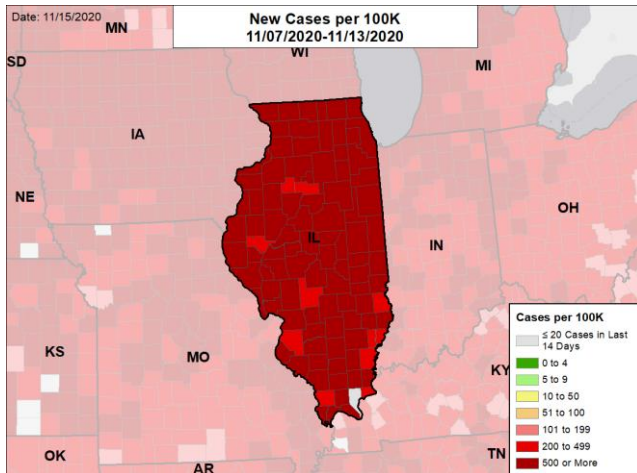 Date: 11/15/2020
New Cases per 100K
11/07/2020-11/13/2020
MN
WI
SD
MI
IA
NE
OH
IL
IN
KS
MO
KY
OK
AR
TN
Cases per 100K
≤ 20 Cases in Last
14 Days
0 to 4
5 to 9
10 to 50
51 to 100
101 to 199
200 to 499
500 or More